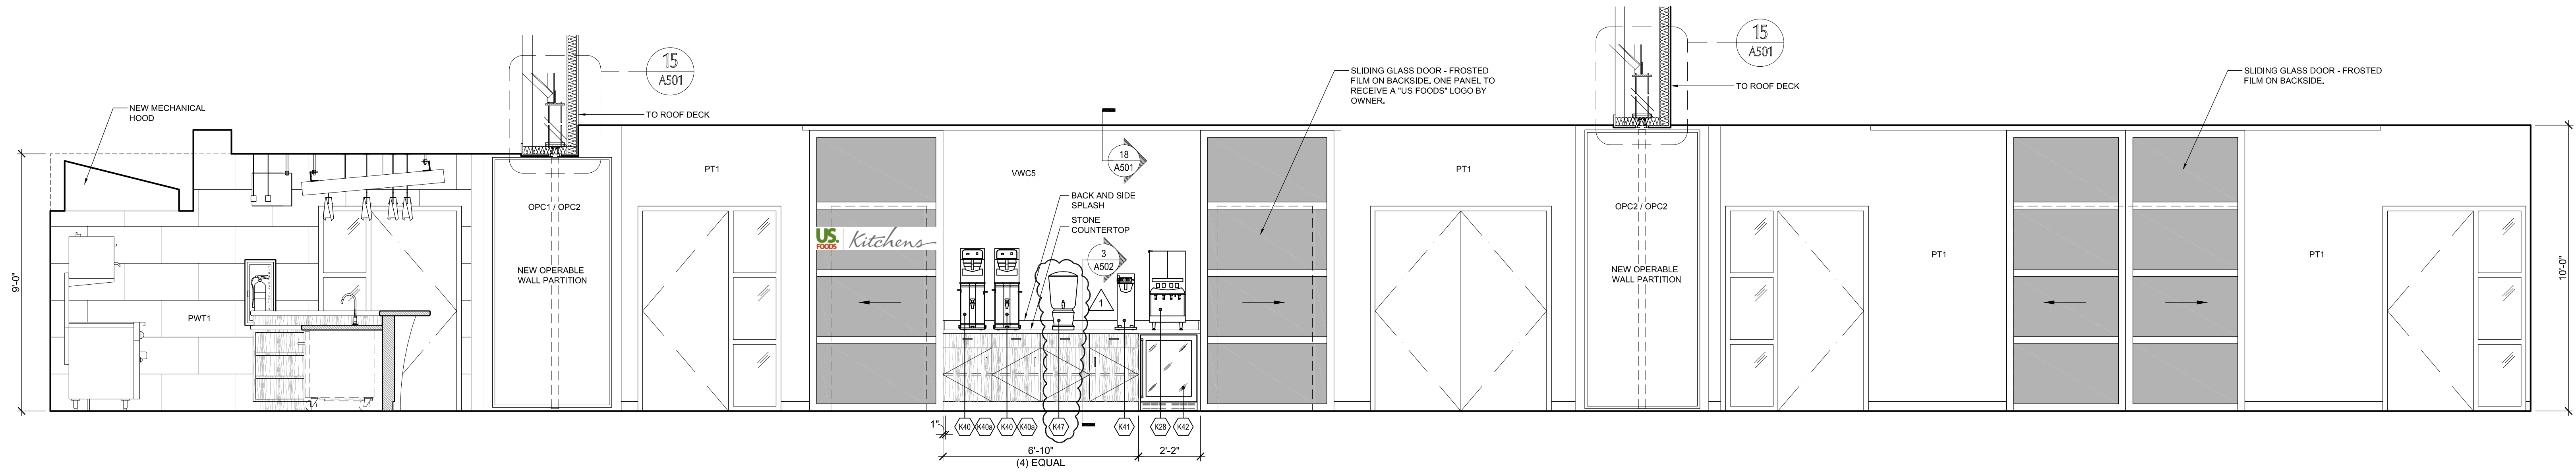 15
A501
15
A501
NEW MECHANICAL
HOOD
TO ROOF DECK
SLIDING GLASS DOOR - FROSTED
FILM ON BACKSIDE. ONE PANEL TO
RECEIVE A "US FOODS" LOGO BY
OWNER.
TO ROOF DECK
SLIDING GLASS DOOR - FROSTED
FILM ON BACKSIDE.
9'-0"
PWT1
OPC1 / OPC2
NEW OPERABLE
WALL PARTITION
PT1
US.
FOODS
Kitchens
VWC5
18
A501
BACK AND SIDE
SPLASH
STONE
COUNTERTOP
3
A502
1
PT1
OPC2 / OPC2
NEW OPERABLE
WALL PARTITION
PT1
PT1
10'-0"
K40
K40a
K40
K40a
K47
K41
K28
K42
1"
6'-10"
(4) EQUAL
2'-2"